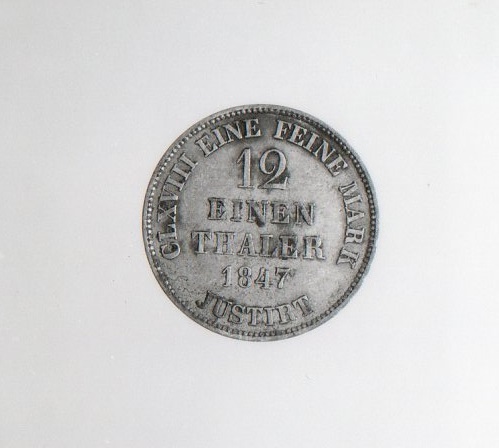 CLXVIII EINE FEINE MARK
12
EINEN
THALER
1847
JUSTIRT